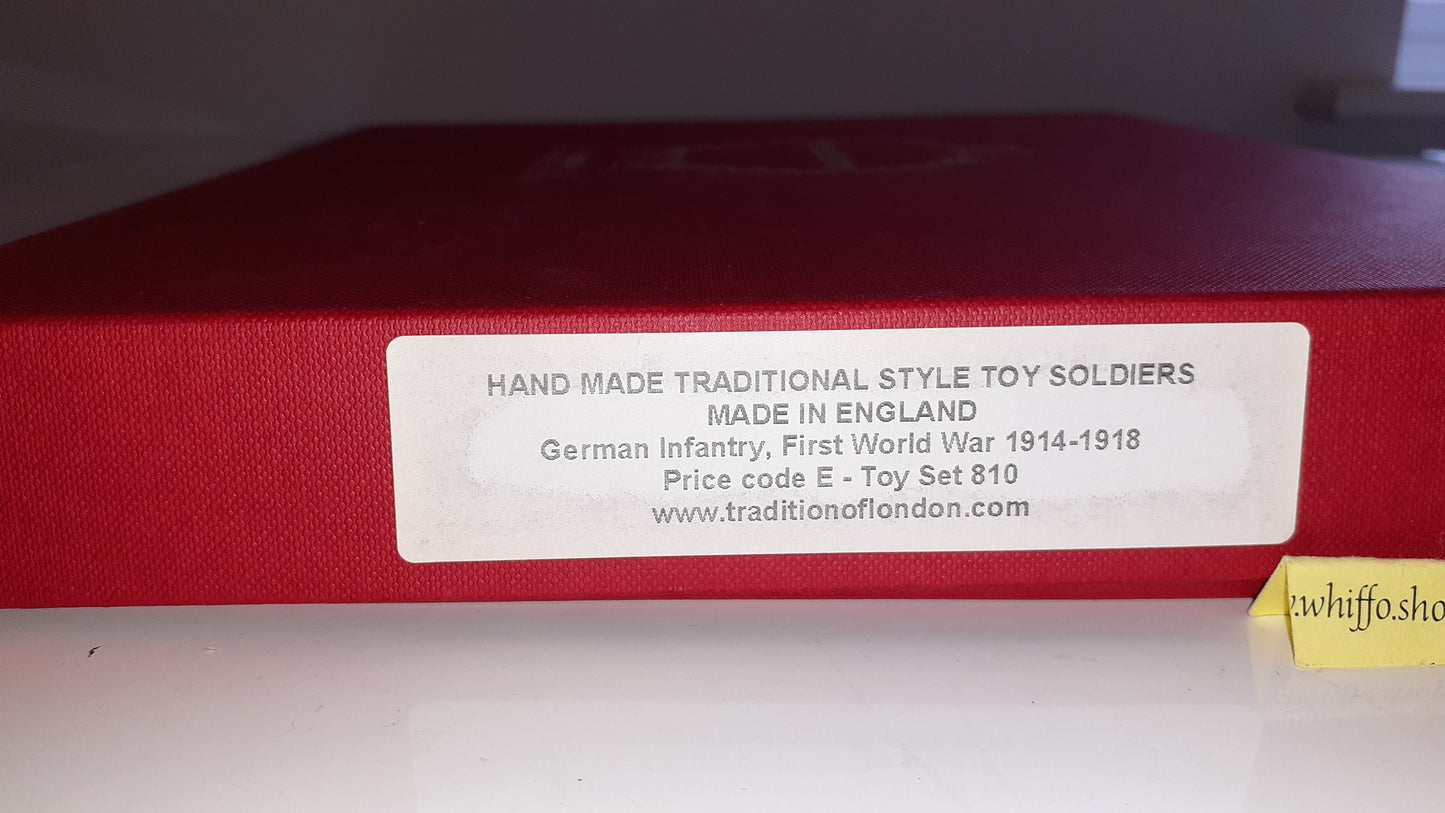 HAND MADE TRADITIONAL STYLE TOY SOLDIERS
MADE IN ENGLAND
German Infantry, First World War 1914-1918
Price code E - Toy Set 810
www.traditionoflondon.com
.whiffo.sho